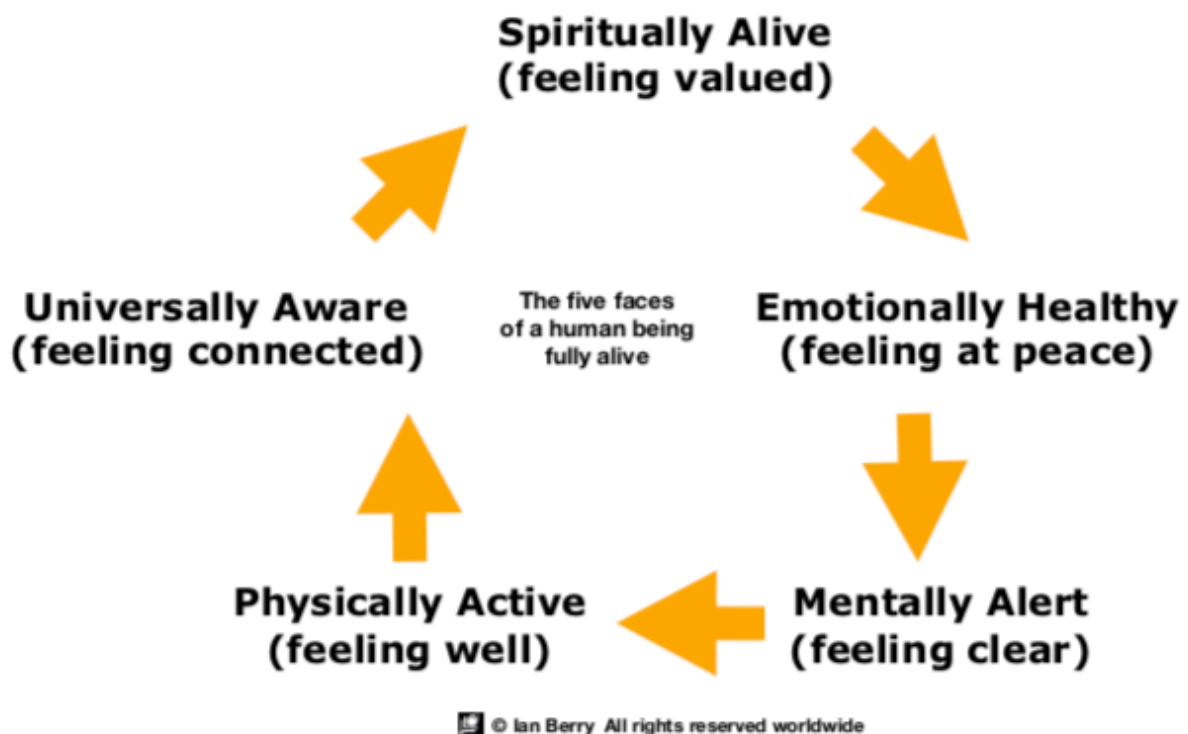 Spiritually Alive
(feeling valued)
Universally Aware
(feeling connected)
The five faces
of a human being
fully alive
Emotionally Healthy
(feeling at peace)
Physically Active
(feeling well)
Mentally Alert
(feeling clear)
© Ian Berry All rights reserved worldwide